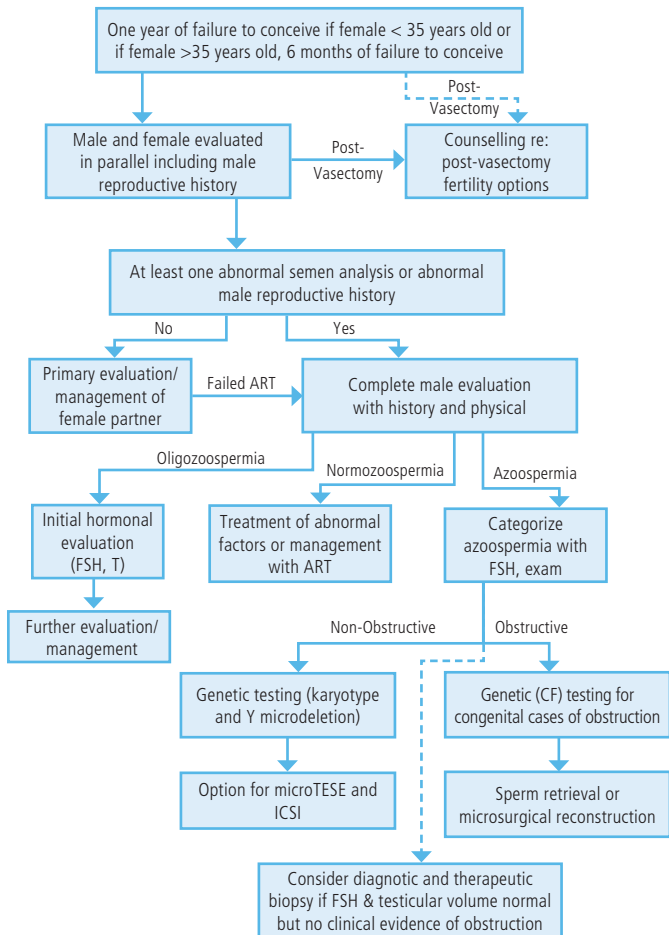 One year of failure to conceive if female < 35 years old or
if female >35 years old, 6 months of failure to conceive
Post-
Vasectomy
Male and female evaluated
in parallel including male
reproductive history
Post-
Vasectomy
Counselling re:
post-vasectomy
fertility options
At least one abnormal semen analysis or abnormal
male reproductive history
No
Yes
Primary evaluation/
management of
female partner
Failed ART
Complete male evaluation
with history and physical
Oligozoospermia
Normozoospermia
Azoospermia
Initial hormonal
evaluation
(FSH, T)
Treatment of abnormal
factors or management
with ART
Categorize
azoospermia with
FSH, exam
Further evaluation/
management
Non-Obstructive
Obstructive
Genetic testing (karyotype
and Y microdeletion)
Genetic (CF) testing for
congenital cases of obstruction
Option for microTESE and
ICSI
Sperm retrieval or
microsurgical reconstruction
Consider diagnostic and therapeutic
biopsy if FSH & testicular volume normal
but no clinical evidence of obstruction